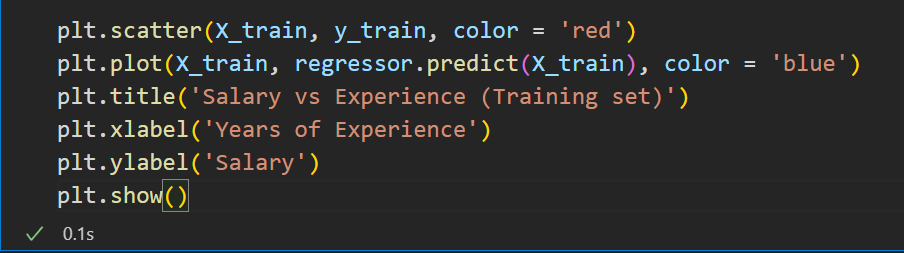 plt.scatter(X_train, y_train, color = 'red')
plt.plot(X_train, regressor.predict(X_train), color = 'blue')
plt.title('Salary vs Experience (Training set)')
plt.xlabel('Years of Experience')
plt.ylabel('Salary')
plt.show()
0.1s